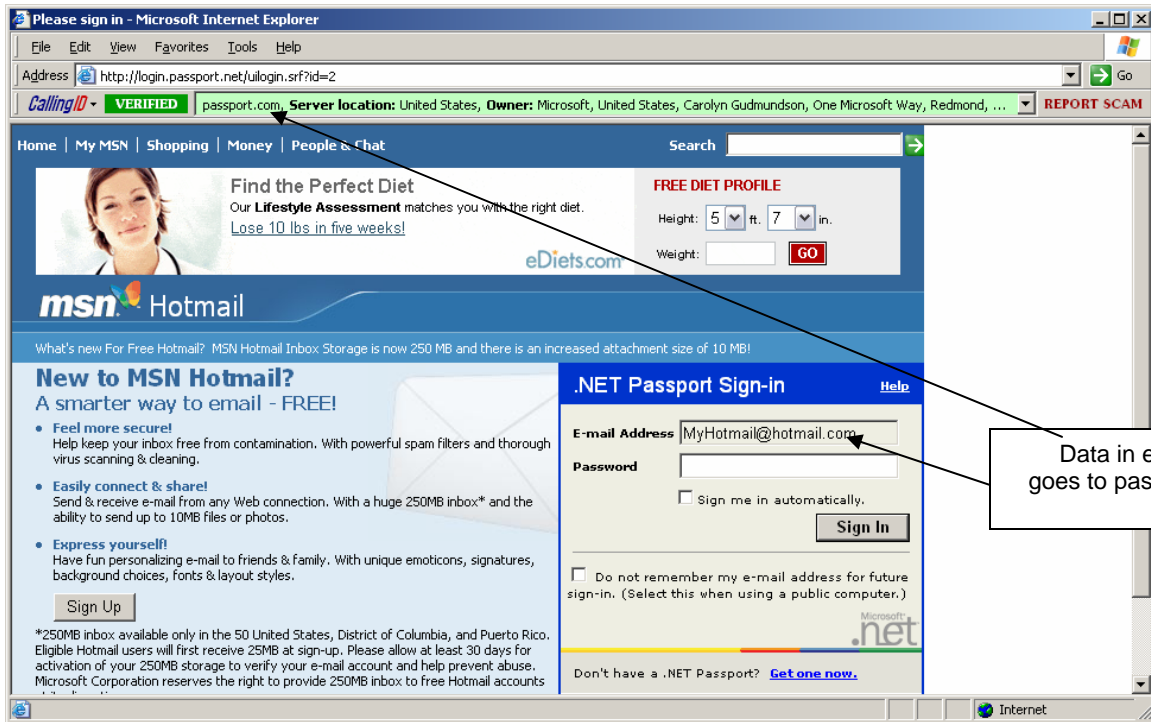 Please sign in - Microsoft Internet Explorer
File Edit View Favorites Tools Help
Address http://login.passport.net/uilogin.srf?id=2 Go
CallingID VERIFIED passport.com, Server location: United States, Owner: Microsoft, United States, Carolyn Gudmundson, One Microsoft Way, Redmond, ... REPORT SCAM
Home | My MSN | Shopping | Money | People & Chat Search
Find the Perfect Diet
Our Lifestyle Assessment matches you with the right diet.
Lose 10 lbs in five weeks!
eDiets.com
FREE DIET PROFILE
Height: 5 ft. 7 in.
Weight: GO
msn Hotmail
What's new For Free Hotmail? MSN Hotmail Inbox Storage is now 250 MB and there is an increased attachment size of 10 MB!
New to MSN Hotmail?
A smarter way to email - FREE!
• Feel more secure!
Help keep your inbox free from contamination. With powerful spam filters and thorough
virus scanning & cleaning.
• Easily connect & share!
Send & receive e-mail from any Web connection. With a huge 250MB inbox* and the
ability to send up to 10MB files or photos.
• Express yourself!
Have fun personalizing e-mail to friends & family. With unique emoticons, signatures,
background choices, fonts & layout styles.
Sign Up
*250MB inbox available only in the 50 United States, District of Columbia, and Puerto Rico.
Eligible Hotmail users will first receive 25MB at sign-up. Please allow at least 30 days for
activation of your 250MB storage to verify your e-mail account and help prevent abuse.
Microsoft Corporation reserves the right to provide 250MB inbox to free Hotmail accounts
.NET Passport Sign-in Help
E-mail Address MyHotmail@hotmail.com
Password
Sign me in automatically.
Sign In
Do not remember my e-mail address for future
sign-in. (Select this when using a public computer.)
Microsoft
.net
Don't have a .NET Passport? Get one now.
Data in e
goes to pas
Internet